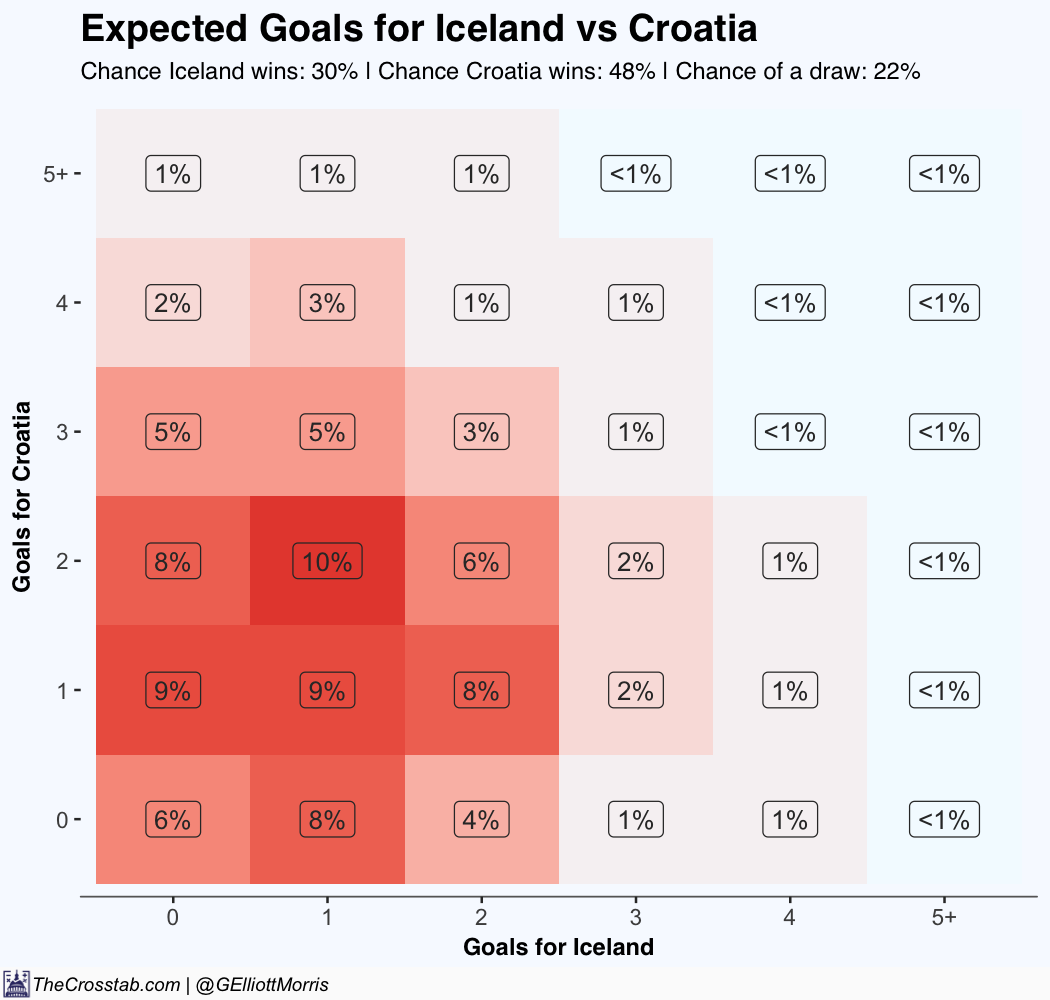 Expected Goals for Iceland vs Croatia
Chance Iceland wins: 30% | Chance Croatia wins: 48% | Chance of a draw: 22%
Goals for Croatia
5+ 1% 1% 1% <1% <1% <1%
4 2% 3% 1% 1% <1% <1%
3 5% 5% 3% 1% <1% <1%
2 8% 10% 6% 2% 1% <1%
1 9% 9% 8% 2% 1% <1%
0 6% 8% 4% 1% 1% <1%
0 1 2 3 4 5+
Goals for Iceland
TheCrosstab.com | @GElliottMorris